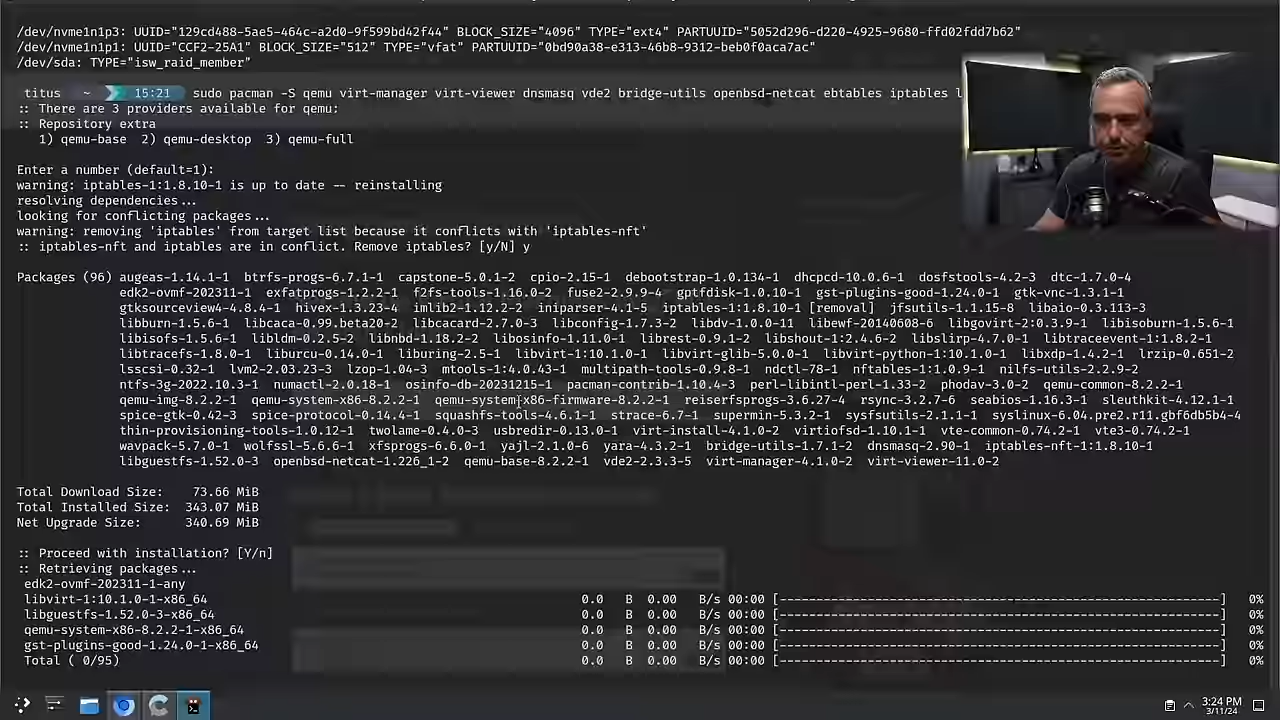 /dev/nvme1n1p3: UUID="129cd488-5ae5-464c-a2d0-9f599bd42f44" BLOCK_SIZE="4096" TYPE="ext4" PARTUUID="5052d296-d220-4925-9680-ffd02fdd7b62"
/dev/nvme1n1p1: UUID="CCF2-25A1" BLOCK_SIZE="512" TYPE="vfat" PARTUUID="0bd90a38-e313-46b8-9312-beb0f0aca7ac"
/dev/sda: TYPE="isw_raid_member"
titus ~ 15:21 sudo pacman -S qemu virt-manager virt-viewer dnsmasq vde2 bridge-utils openbsd-netcat ebtables iptables l
:: There are 3 providers available for qemu:
:: Repository extra
1) qemu-base 2) qemu-desktop 3) qemu-full
Enter a number (default=1):
warning: iptables-1:1.8.10-1 is up to date -- reinstalling
resolving dependencies...
looking for conflicting packages...
warning: removing 'iptables' from target list because it conflicts with 'iptables-nft'
:: iptables-nft and iptables are in conflict. Remove iptables? [y/N] y
Packages (96) augeas-1.14.1-1 btrfs-progs-6.7.1-1 capstone-5.0.1-2 cpio-2.15-1 debootstrap-1.0.134-1 dhcpcd-10.0.6-1 dosfstools-4.2-3 dtc-1.7.0-4
edk2-ovmf-202311-1 exfatprogs-1.2.2-1 f2fs-tools-1.16.0-2 fuse2-2.9.9-4 gptfdisk-1.0.10-1 gst-plugins-good-1.24.0-1 gtk-vnc-1.3.1-1
gtksourceview4-4.8.4-1 hivex-1.3.23-4 imlib2-1.12.2-2 iniparser-4.1-5 iptables-1:1.8.10-1 [removal] jfsutils-1.1.15-8 libaio-0.3.113-3
libburn-1.5.6-1 libcaca-0.99.beta20-2 libcacard-2.7.0-3 libconfig-1.7.3-2 libdv-1.0.0-11 libewf-20140608-6 libgovirt-2:0.3.9-1 libisoburn-1.5.6-1
libisofs-1.5.6-1 libldm-0.2.5-2 libnbd-1.18.2-2 libosinfo-1.11.0-1 librest-0.9.1-2 libshout-1:2.4.6-2 libslirp-4.7.0-1 libtraceevent-1:1.8.2-1
libtracefs-1.8.0-1 liburcu-0.14.0-1 liburing-2.5-1 libvirt-1:10.1.0-1 libvirt-glib-5.0.0-1 libvirt-python-1:10.1.0-1 libxdp-1.4.2-1 lrzip-0.651-2
lsscsi-0.32-1 lvm2-2.03.23-3 lzop-1.04-3 mtools-1:4.0.43-1 multipath-tools-0.9.8-1 ndctl-78-1 nftables-1:1.0.9-1 nilfs-utils-2.2.9-2
ntfs-3g-2022.10.3-1 numactl-2.0.18-1 osinfo-db-20231215-1 pacman-contrib-1.10.4-3 perl-libintl-perl-1.33-2 phodav-3.0-2 qemu-common-8.2.2-1
qemu-img-8.2.2-1 qemu-system-x86-8.2.2-1 qemu-system-x86-firmware-8.2.2-1 reiserfsprogs-3.6.27-4 rsync-3.2.7-6 seabios-1.16.3-1 sleuthkit-4.12.1-1
spice-gtk-0.42-3 spice-protocol-0.14.4-1 squashfs-tools-4.6.1-1 strace-6.7-1 supermin-5.3.2-1 sysfsutils-2.1.1-1 syslinux-6.04.pre2.r11.gbf6db5b4-4
thin-provisioning-tools-1.0.12-1 twolame-0.4.0-3 usbredir-0.13.0-1 virt-install-4.1.0-2 virtiofsd-1.10.1-1 vte-common-0.74.2-1 vte3-0.74.2-1
wavpack-5.7.0-1 wolfssl-5.6.6-1 xfsprogs-6.6.0-1 yajl-2.1.0-6 yara-4.3.2-1 bridge-utils-1.7.1-2 dnsmasq-2.90-1 iptables-nft-1:1.8.10-1
libguestfs-1.52.0-3 openbsd-netcat-1.226_1-2 qemu-base-8.2.2-1 vde2-2.3.3-5 virt-manager-4.1.0-2 virt-viewer-11.0-2
Total Download Size: 73.66 MiB
Total Installed Size: 343.07 MiB
Net Upgrade Size: 340.69 MiB
:: Proceed with installation? [Y/n]
:: Retrieving packages...
edk2-ovmf-202311-1-any
libvirt-1:10.1.0-1-x86_64 0.0 B 0.00 B/s 00:00 [----------------------------------------------------------] 0%
libguestfs-1.52.0-3-x86_64 0.0 B 0.00 B/s 00:00 [----------------------------------------------------------] 0%
qemu-system-x86-8.2.2-1-x86_64 0.0 B 0.00 B/s 00:00 [----------------------------------------------------------] 0%
gst-plugins-good-1.24.0-1-x86_64 0.0 B 0.00 B/s 00:00 [----------------------------------------------------------] 0%
Total ( 0/95) 0.0 B 0.00 B/s 00:00 [----------------------------------------------------------] 0%
3:24 PM
3/11/24